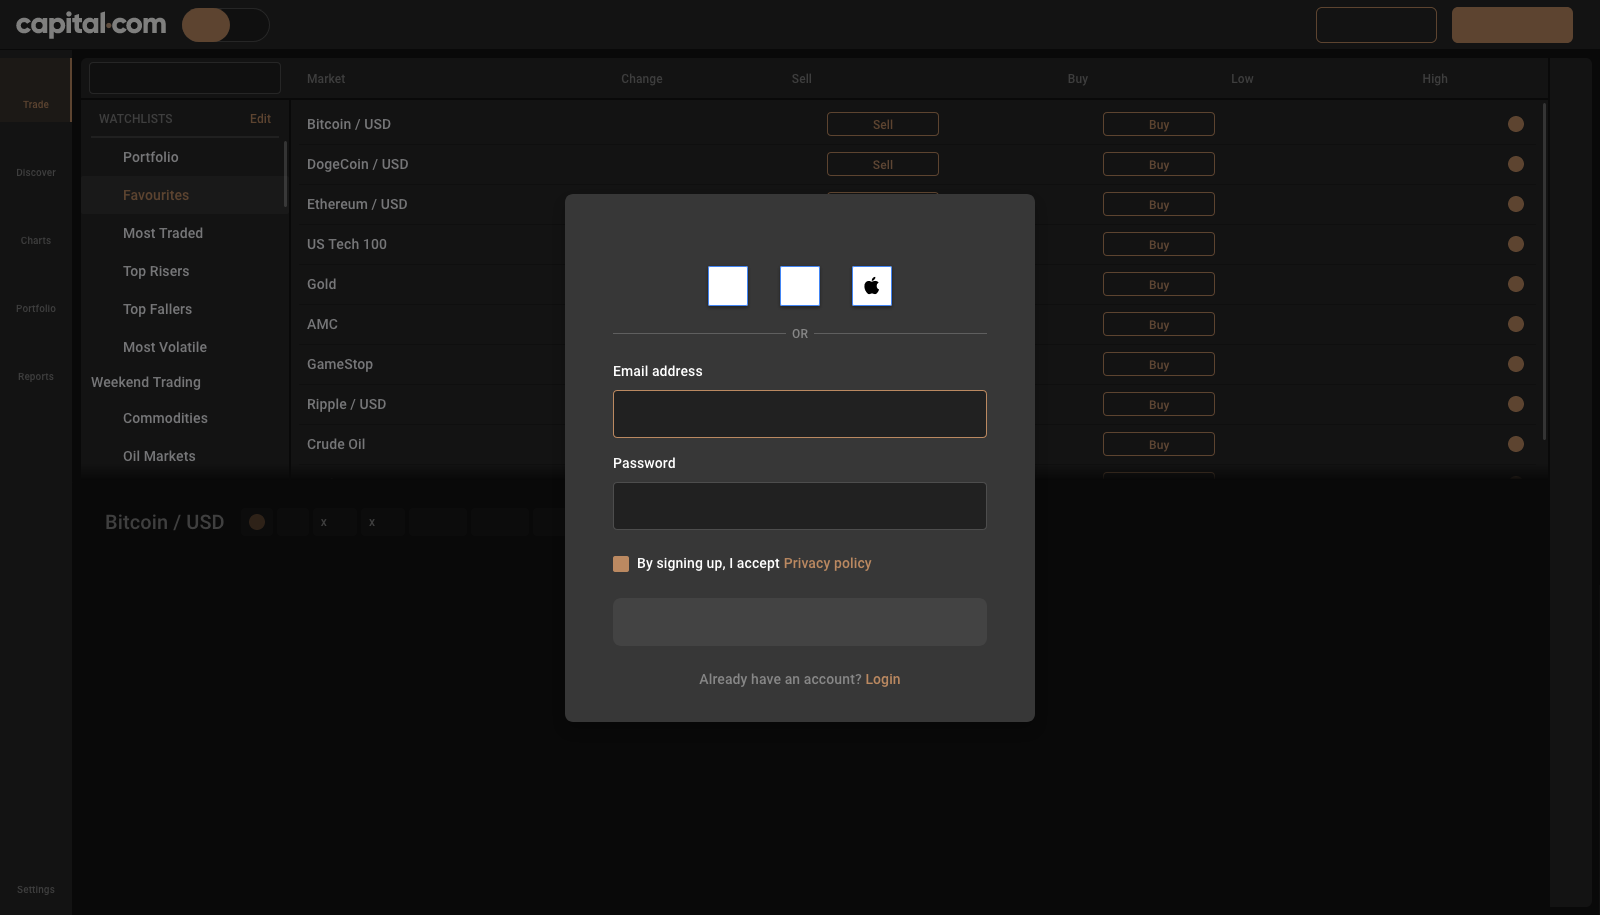 capital.com
Trade
Discover
Charts
Portfolio
Reports
Settings
Market Change Sell Buy Low High
WATCHLISTS Edit
Portfolio
Favourites
Most Traded
Top Risers
Top Fallers
Most Volatile
Weekend Trading
Commodities
Oil Markets
Bitcoin / USD Sell Buy
DogeCoin / USD Sell Buy
Ethereum / USD Buy
US Tech 100 Buy
Gold Buy
AMC Buy
GameStop Buy
Ripple / USD Buy
Crude Oil Buy
Bitcoin / USD x x
OR
Email address
Password
By signing up, I accept Privacy policy
Already have an account? Login